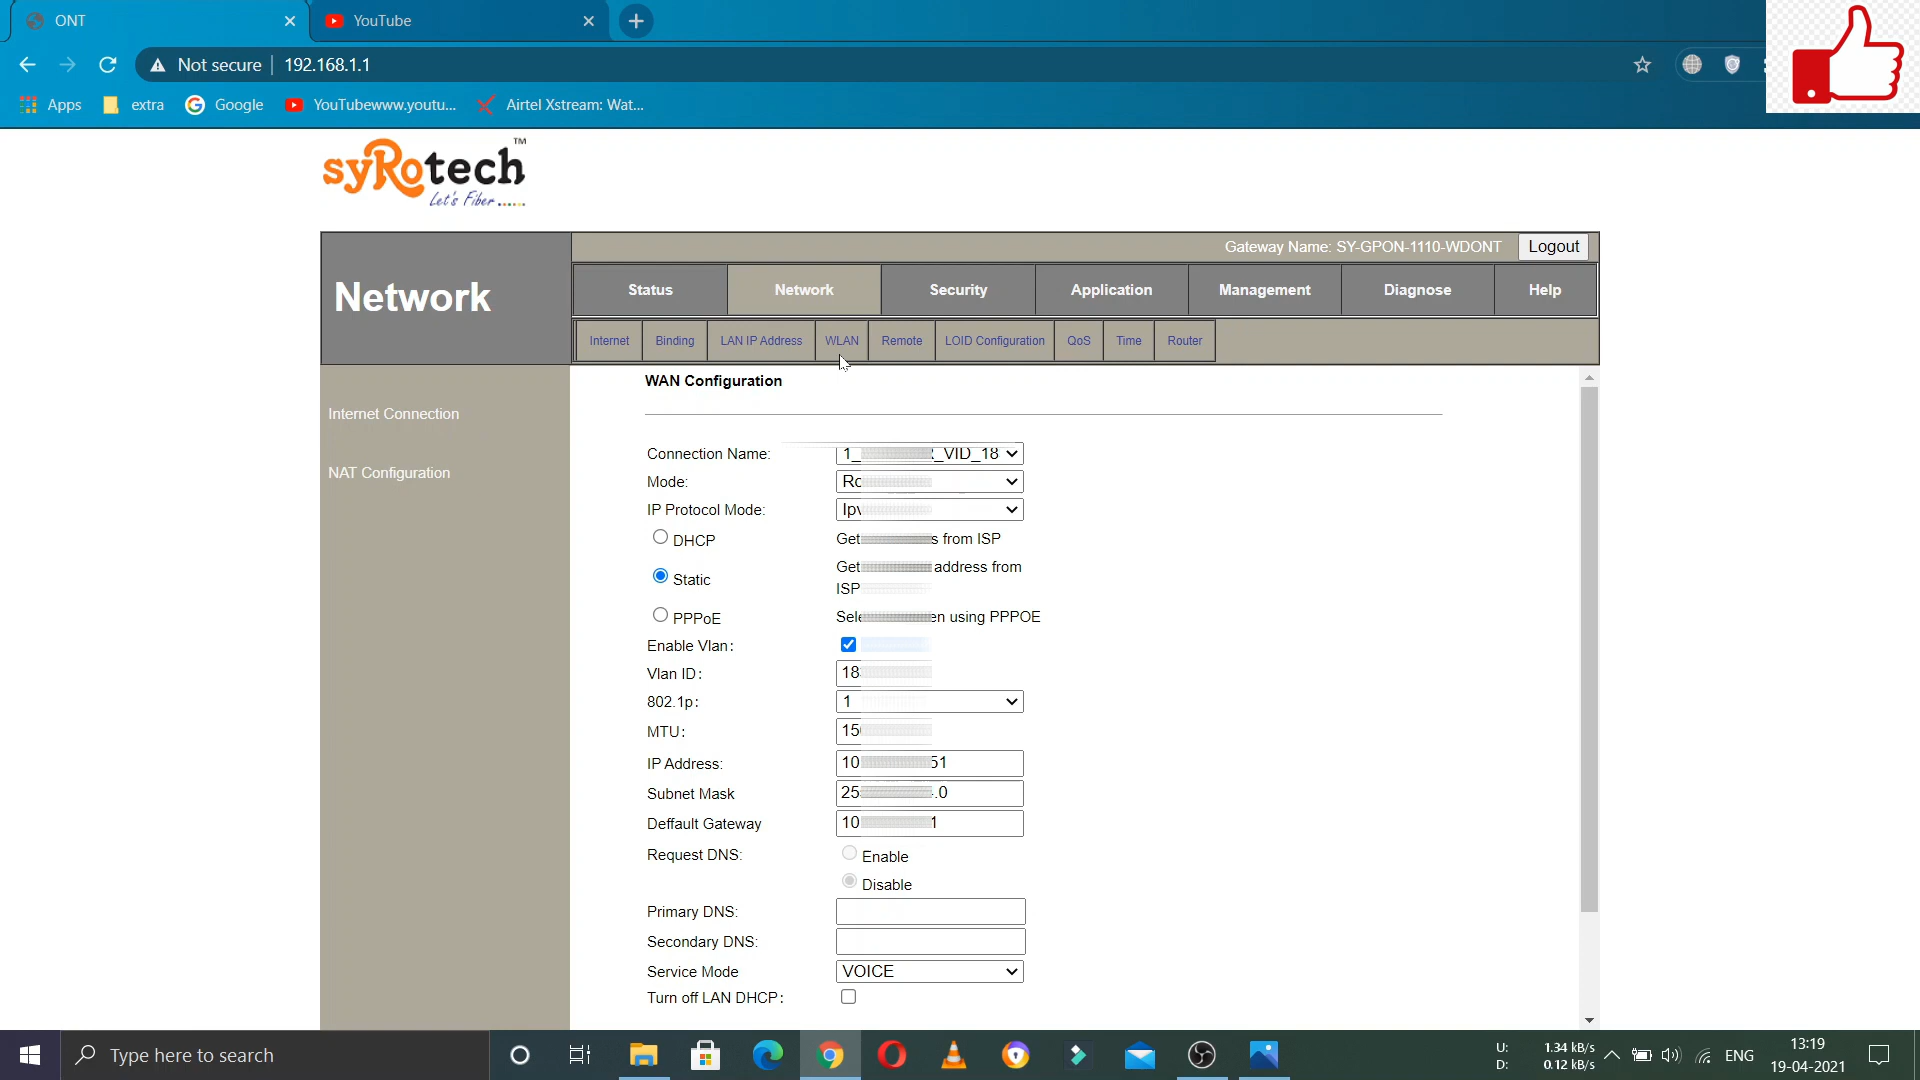 ONT
YouTube
Not secure
192.168.1.1
Apps
extra
Google
YouTubewww.youtu...
Airtel Xstream: Wat...
syRotech™
Let's Fiber ......
Gateway Name: SY-GPON-1110-WDONT
Logout
Network
Status
Network
Security
Application
Management
Diagnose
Help
Internet
Binding
LAN IP Address
WLAN
Remote
LOID Configuration
QoS
Time
Router
Internet Connection
NAT Configuration
WAN Configuration
Connection Name:
_VID_18
Mode:
IP Protocol Mode:
DHCP
from ISP
Static
address from
ISP
PPPoE
using PPPOE
Enable Vlan:
Vlan ID:
802.1p: 1
MTU:
IP Address:
Subnet Mask
Deffault Gateway
Request DNS:
Enable
Disable
Primary DNS:
Secondary DNS:
Service Mode
VOICE
Turn off LAN DHCP:
Type here to search
U: 1.34 kB/s
D: 0.12 kB/s
ENG
13:19
19-04-2021